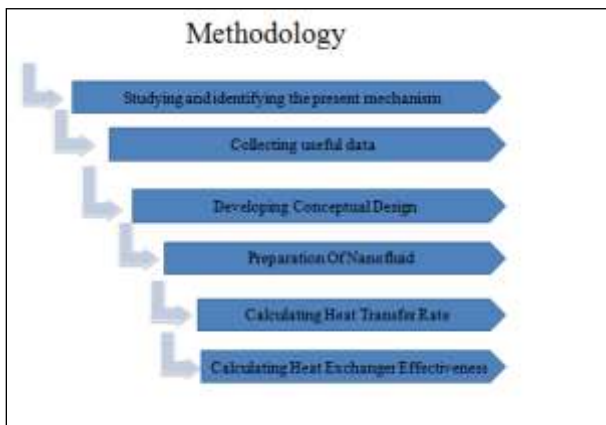 Methodology
Studying and identifying the present mechanism
Collecting useful data
Developing Conceptual Design
Preparation Of Nanofluid
Calculating Heat Transfer Rate
Calculating Heat Exchanger Effectiveness